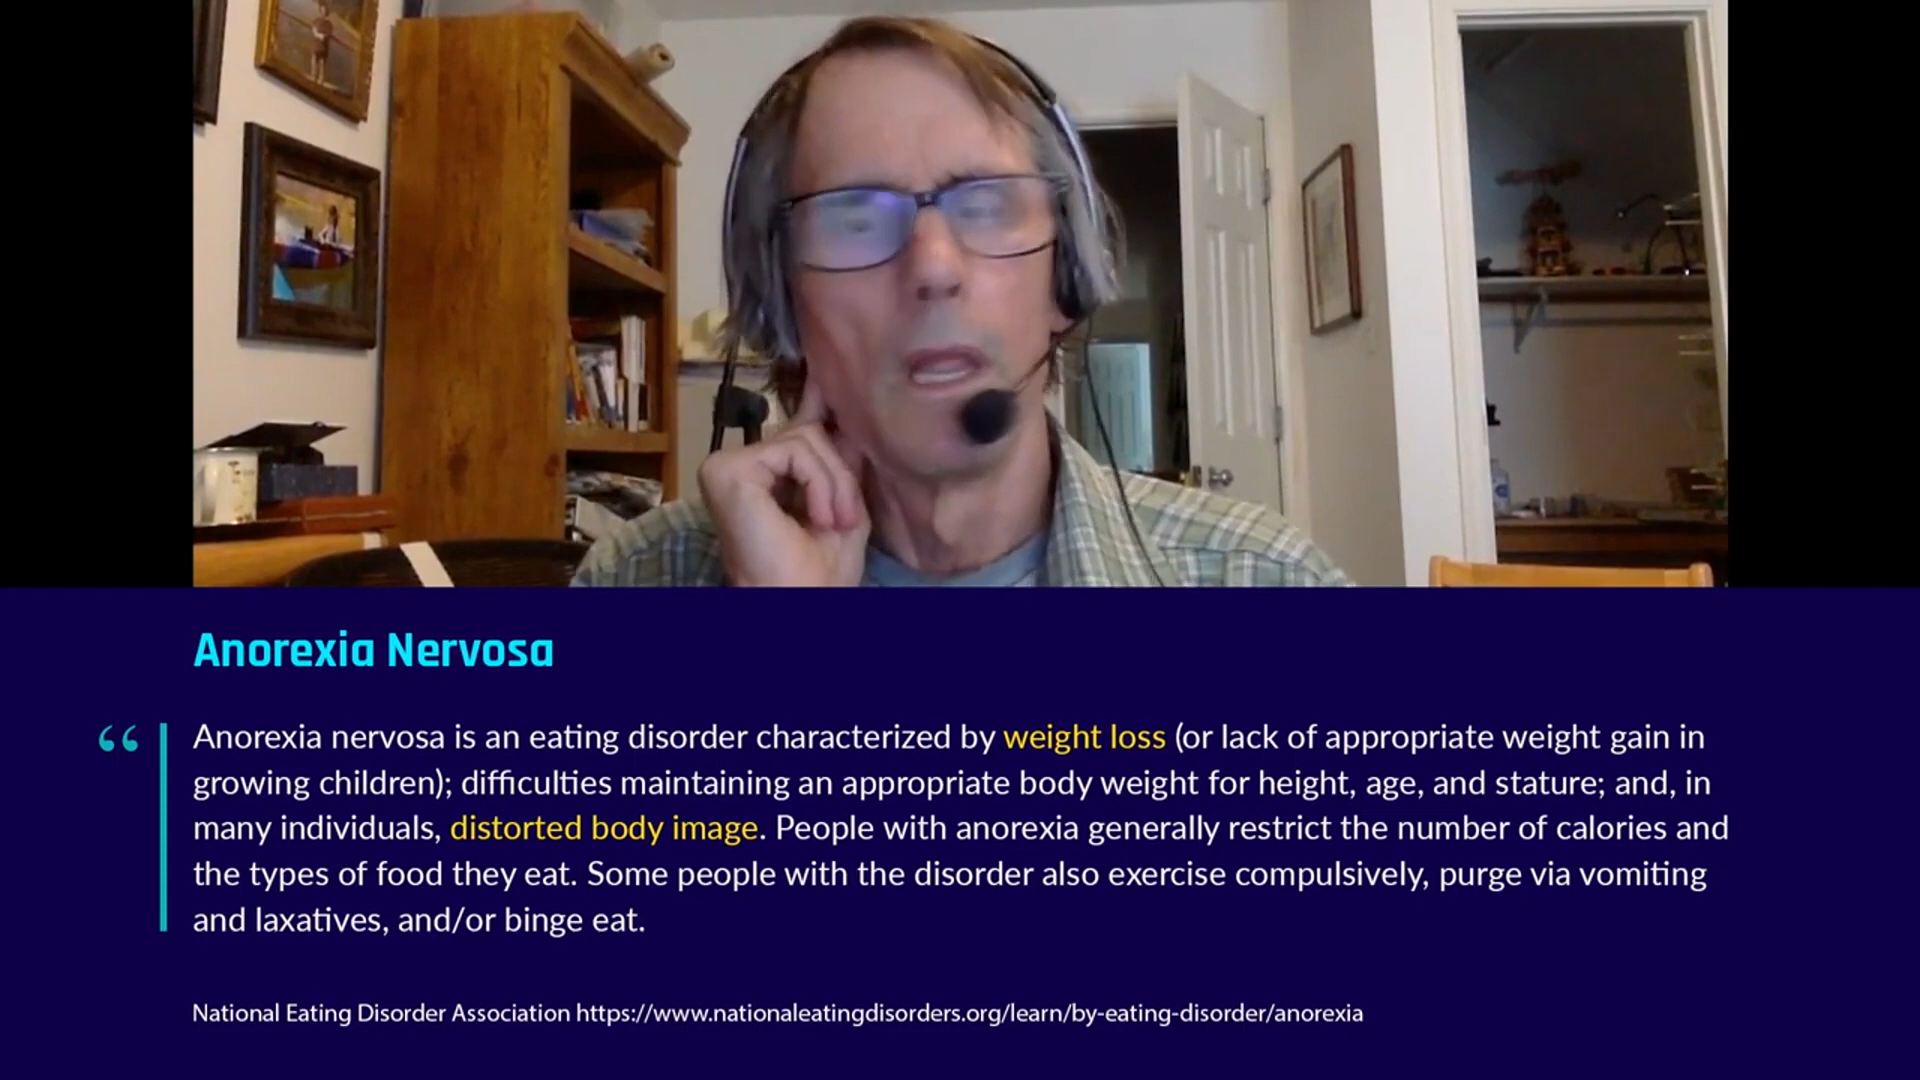 Anorexia Nervosa
“
Anorexia nervosa is an eating disorder characterized by weight loss (or lack of appropriate weight gain in
growing children); difficulties maintaining an appropriate body weight for height, age, and stature; and, in
many individuals, distorted body image. People with anorexia generally restrict the number of calories and
the types of food they eat. Some people with the disorder also exercise compulsively, purge via vomiting
and laxatives, and/or binge eat.
National Eating Disorder Association https://www.nationaleatingdisorders.org/learn/by-eating-disorder/anorexia